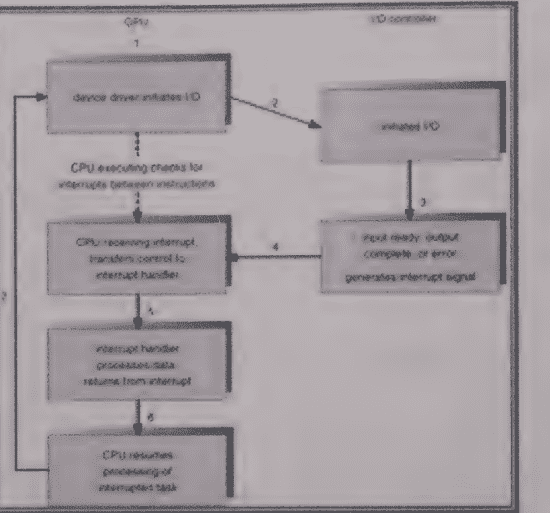 CPU
I/O controller
1
device driver initiates I/O
2
initiates I/O
CPU executing checks for
interrupts between instructions
3
CPU receiving interrupt,
transfers control to
interrupt handler
4
input ready, output
complete, or error
generates interrupt signal
5
7
interrupt handler
processes data,
returns from interrupt
6
CPU resumes
processing of
interrupted task